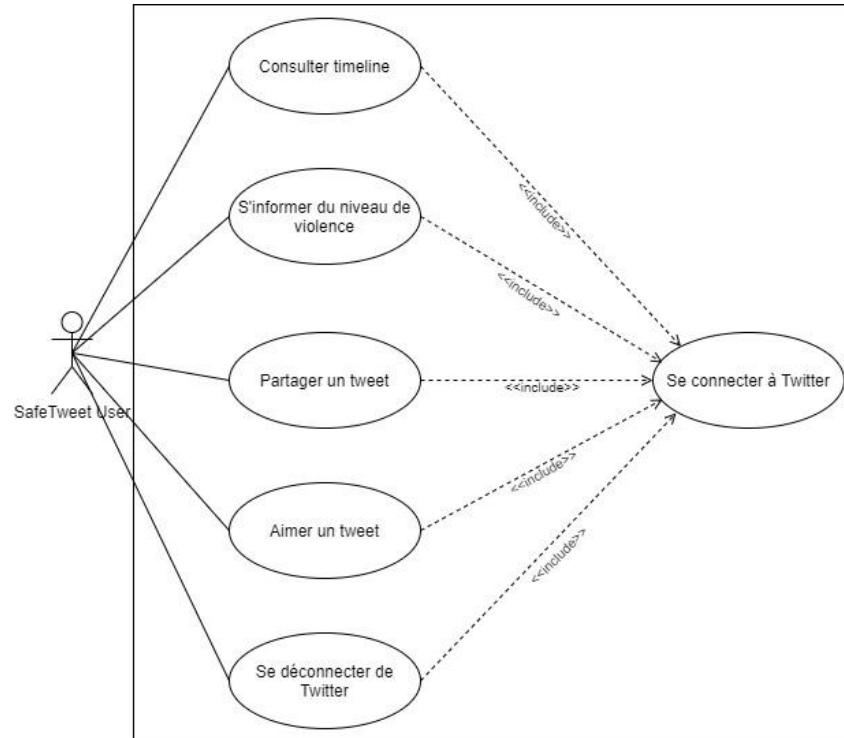 Consulter timeline
<<include>>
S'informer du niveau de
violence
<<include>>
SafeTweet User
Partager un tweet
<<include>>
Se connecter à Twitter
Aimer un tweet
<<include>>
Se déconnecter de
Twitter
<<include>>